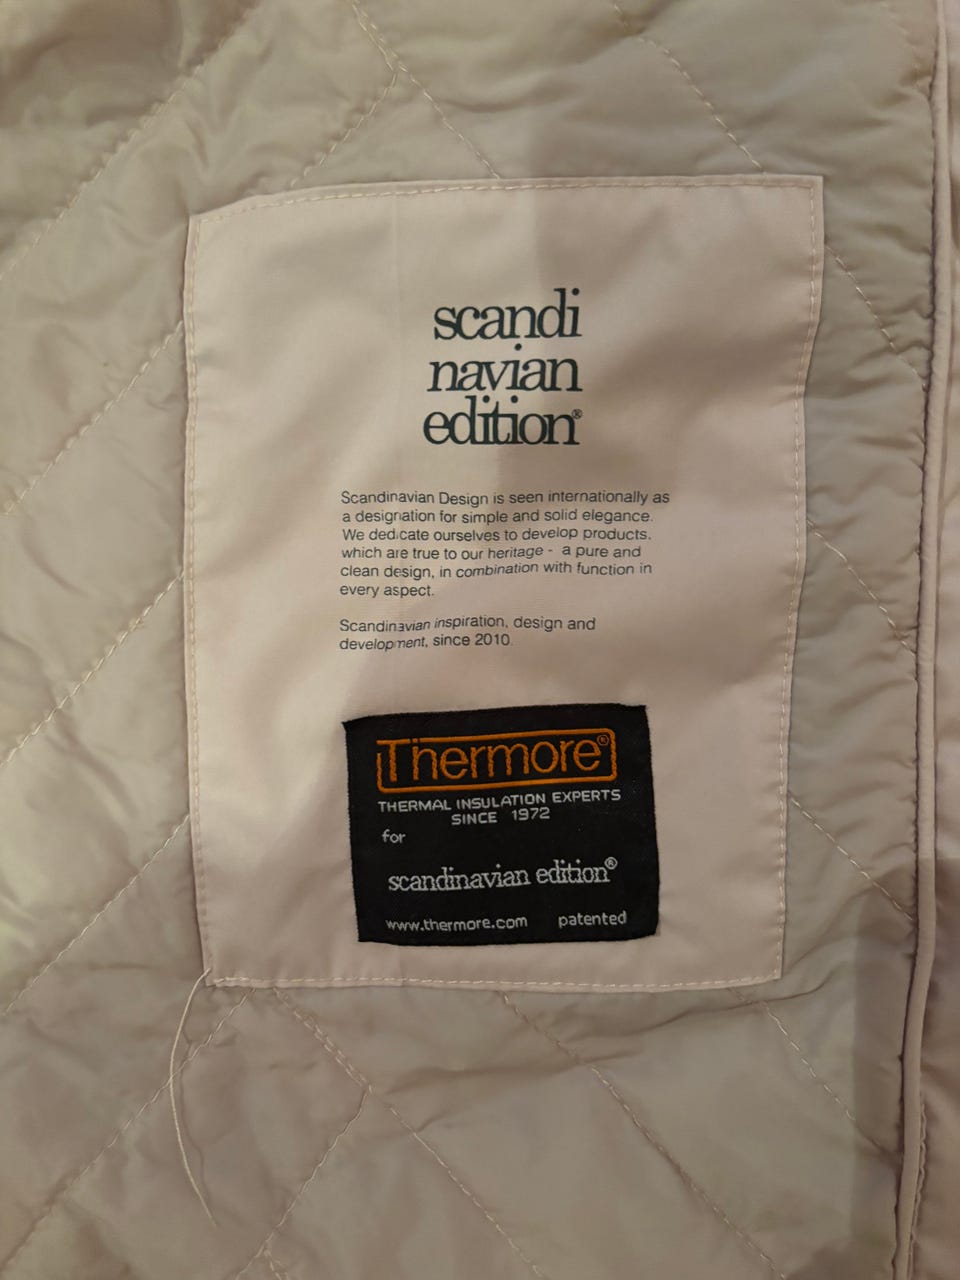 scandi
navian
edition®
Scandinavian Design is seen internationally as
a designation for simple and solid elegance.
We dedicate ourselves to develop products,
which are true to our heritage - a pure and
clean design, in combination with function in
every aspect.
Scandinavian inspiration, design and
development, since 2010.
Thermore®
THERMAL INSULATION EXPERTS
SINCE 1972
for
scandinavian edition®
www.thermore.com patented